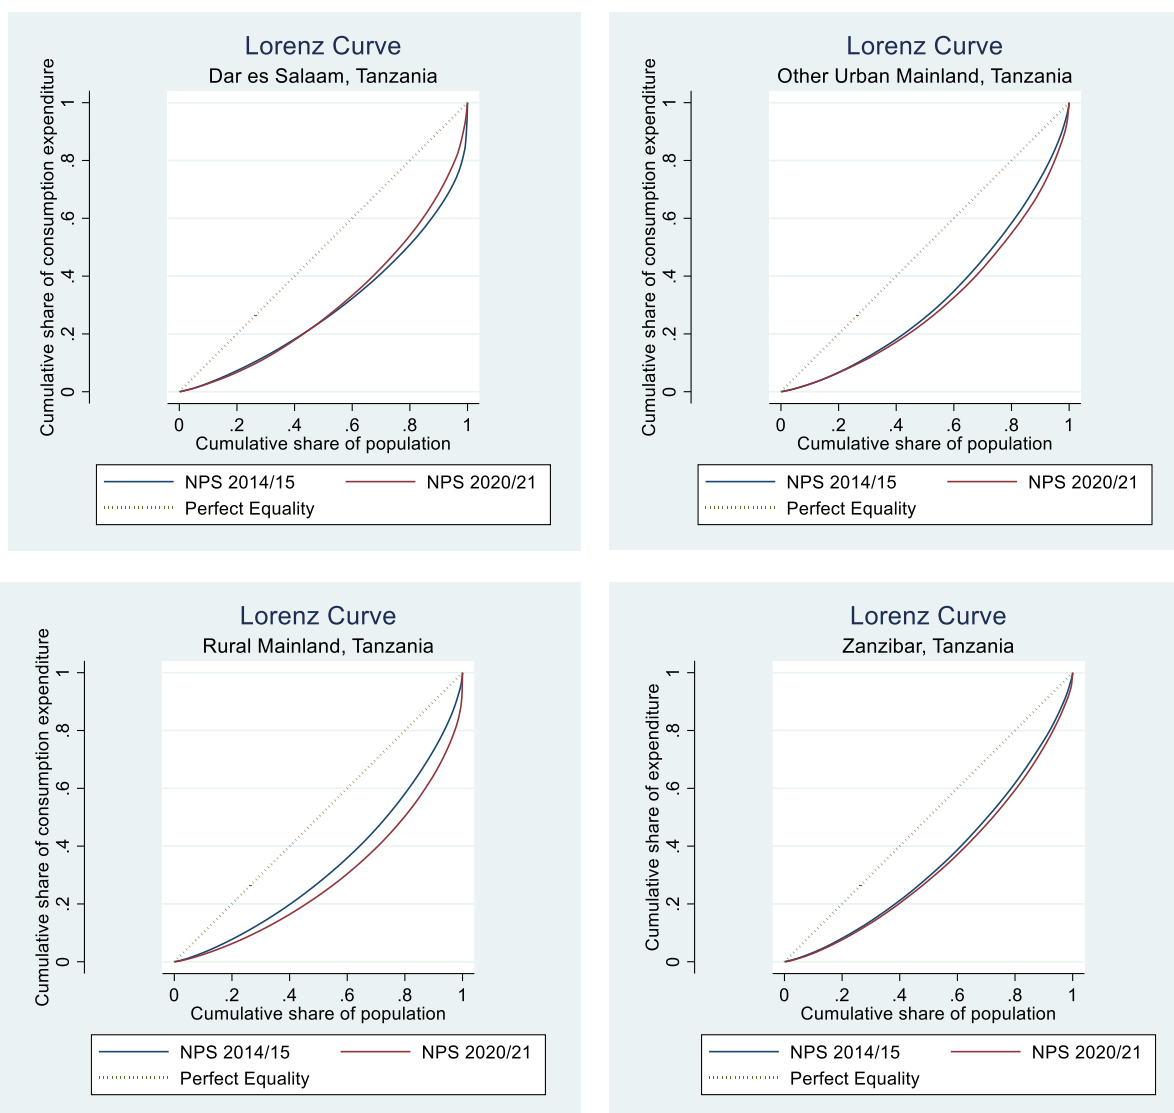 Lorenz Curve
Dar es Salaam, Tanzania
Cumulative share of consumption expenditure
1
.8
.6
.4
.2
0
0 .2 .4 .6 .8 1
Cumulative share of population
NPS 2014/15 NPS 2020/21
Perfect Equality
Lorenz Curve
Other Urban Mainland, Tanzania
Cumulative share of consumption expenditure
1
.8
.6
.4
.2
0
0 .2 .4 .6 .8 1
Cumulative share of population
NPS 2014/15 NPS 2020/21
Perfect Equality
Lorenz Curve
Rural Mainland, Tanzania
Cumulative share of consumption expenditure
1
.8
.6
.4
.2
0
0 .2 .4 .6 .8 1
Cumulative share of population
NPS 2014/15 NPS 2020/21
Perfect Equality
Lorenz Curve
Zanzibar, Tanzania
Cumulative share of expenditure
1
.8
.6
.4
.2
0
0 .2 .4 .6 .8 1
Cumulative share of population
NPS 2014/15 NPS 2020/21
Perfect Equality